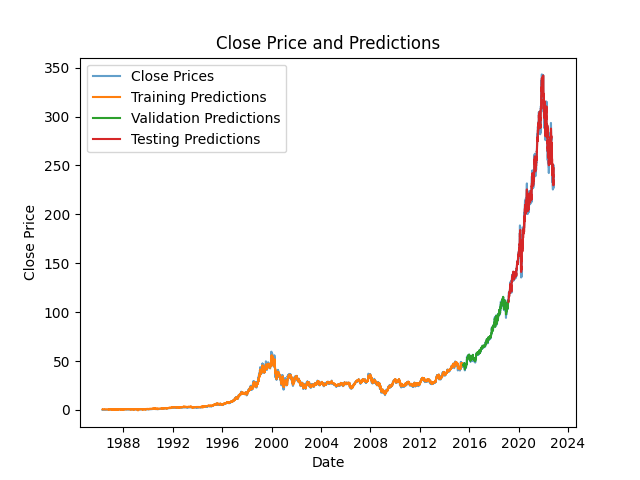 Close Price and Predictions
Close Prices
Training Predictions
Validation Predictions
Testing Predictions
350
300
250
200
150
100
50
0
Close Price
1988 1992 1996 2000 2004 2008 2012 2016 2020 2024
Date